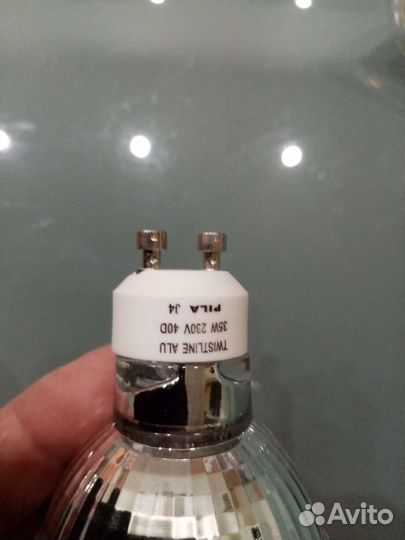 TWISTLINE ALU
35W 230V 40D
PILA J4
Avito